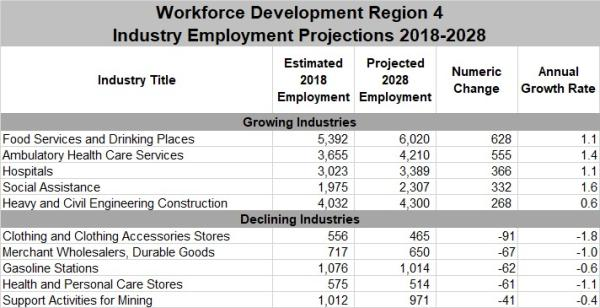 Workforce Development Region 4
Industry Employment Projections 2018-2028
Industry Title Estimated 2018 Employment Projected 2028 Employment Numeric Change Annual Growth Rate
Growing Industries
Food Services and Drinking Places 5,392 6,020 628 1.1
Ambulatory Health Care Services 3,655 4,210 555 1.4
Hospitals 3,023 3,389 366 1.1
Social Assistance 1,975 2,307 332 1.6
Heavy and Civil Engineering Construction 4,032 4,300 268 0.6
Declining Industries
Clothing and Clothing Accessories Stores 556 465 -91 -1.8
Merchant Wholesalers, Durable Goods 717 650 -67 -1.0
Gasoline Stations 1,076 1,014 -62 -0.6
Health and Personal Care Stores 575 514 -61 -1.1
Support Activities for Mining 1,012 971 -41 -0.4